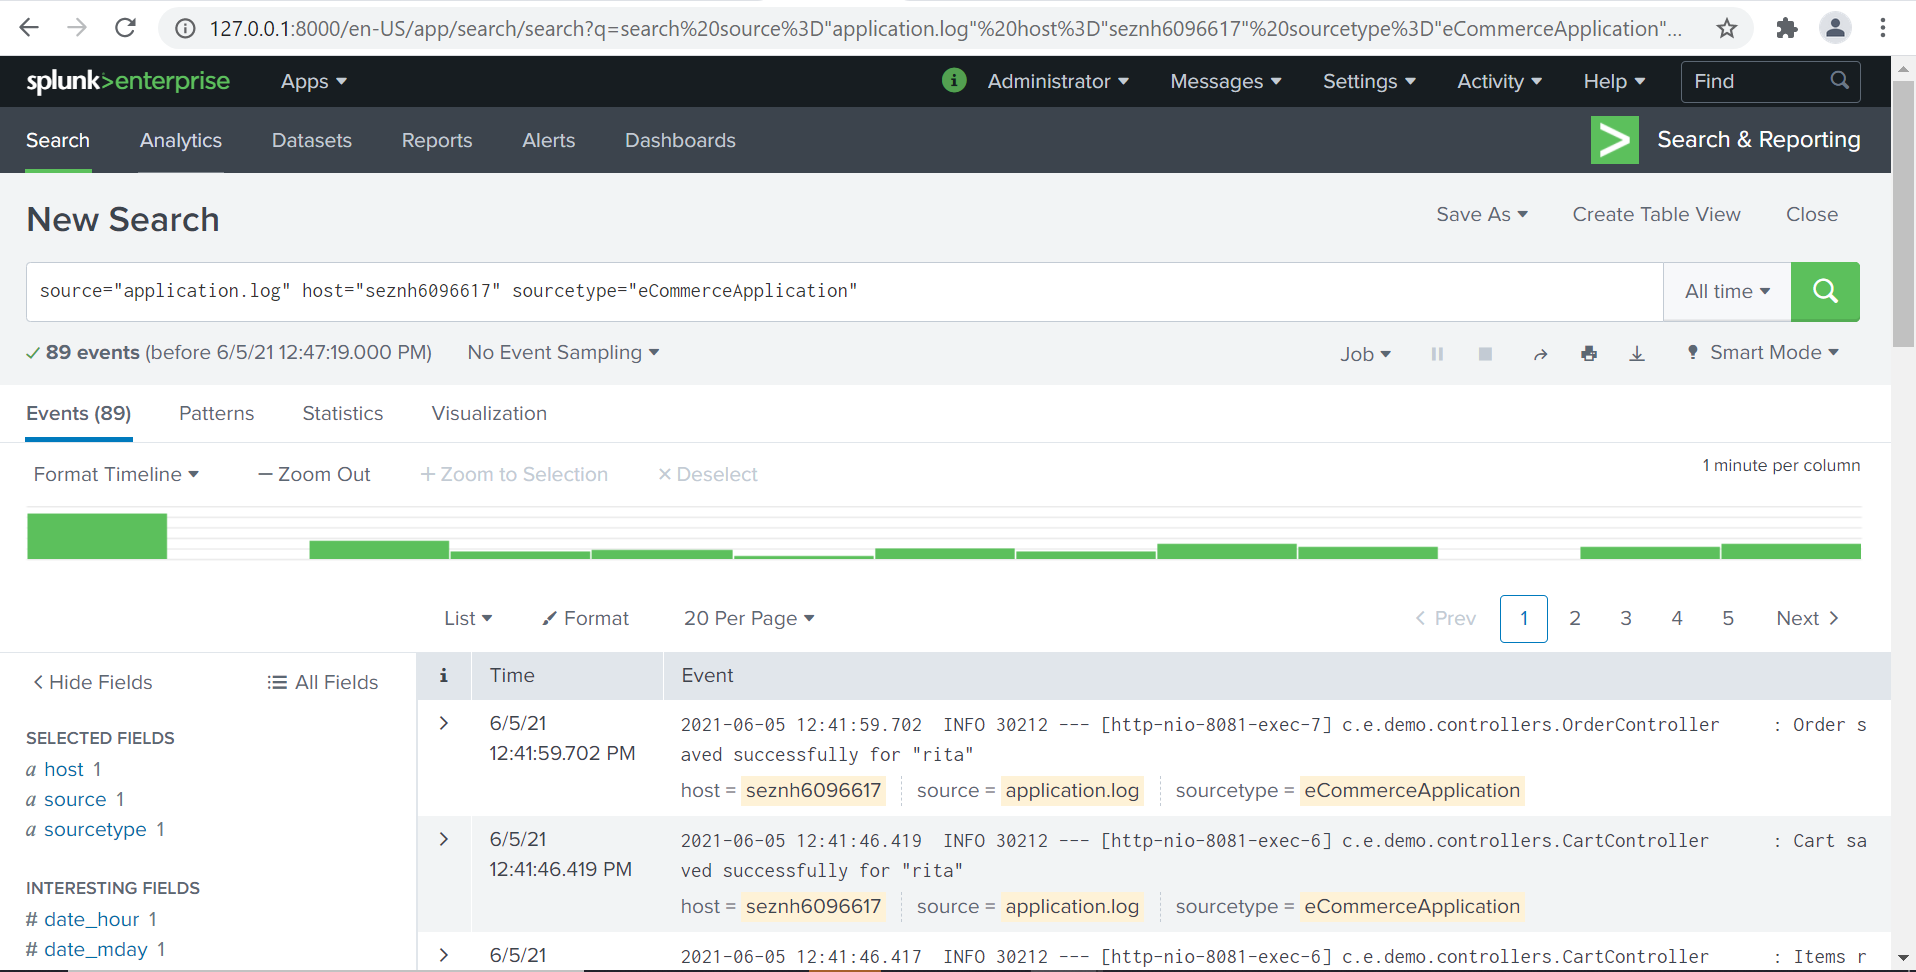 127.0.0.1:8000/en-US/app/search/search?q=search%20source%3D"application.log"%20host%3D"seznh6096617"%20sourcetype%3D"eCommerceApplication"...
splunk>enterprise Apps i Administrator Messages Settings Activity Help Find
Search Analytics Datasets Reports Alerts Dashboards > Search & Reporting
New Search Save As Create Table View Close
source="application.log" host="seznh6096617" sourcetype="eCommerceApplication" All time
89 events (before 6/5/21 12:47:19.000 PM) No Event Sampling Job Smart Mode
Events (89) Patterns Statistics Visualization
Format Timeline — Zoom Out + Zoom to Selection × Deselect 1 minute per column
List Format 20 Per Page < Prev 1 2 3 4 5 Next >
< Hide Fields All Fields i Time Event
SELECTED FIELDS
a host 1
a source 1
a sourcetype 1
INTERESTING FIELDS
# date_hour 1
# date_mday 1
> 6/5/21 2021-06-05 12:41:59.702 INFO 30212 --- [http-nio-8081-exec-7] c.e.demo.controllers.OrderController : Order s
12:41:59.702 PM aved successfully for "rita"
host = seznh6096617 source = application.log sourcetype = eCommerceApplication
> 6/5/21 2021-06-05 12:41:46.419 INFO 30212 --- [http-nio-8081-exec-6] c.e.demo.controllers.CartController : Cart sa
12:41:46.419 PM ved successfully for "rita"
host = seznh6096617 source = application.log sourcetype = eCommerceApplication
> 6/5/21 2021-06-05 12:41:46.417 INFO 30212 --- [http-nio-8081-exec-6] c.e.demo.controllers.CartController : Items r